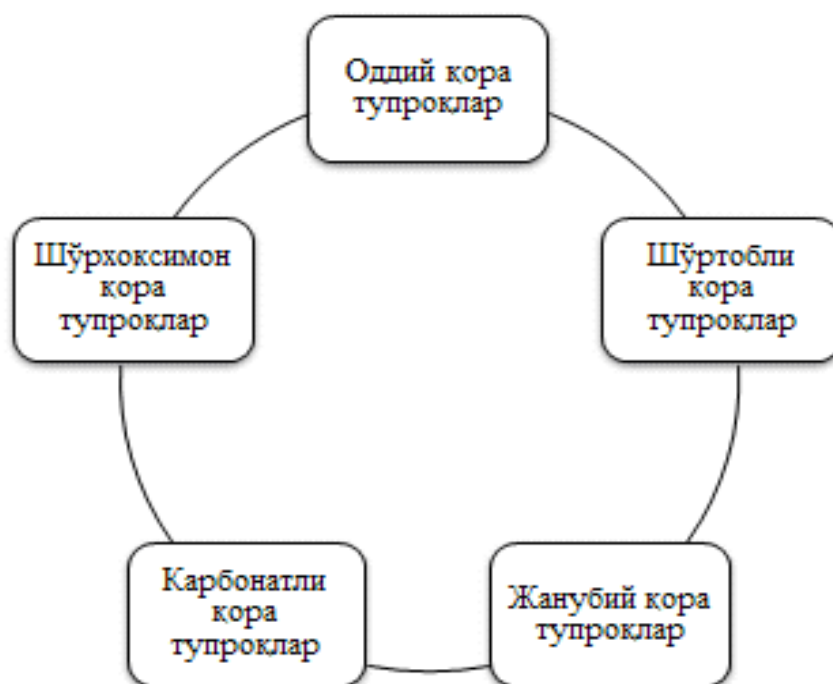 Оддий қора
тупроқлар
Шўртобли
қора
тупроқлар
Жанубий қора
тупроқлар
Карбонатли
қора
тупроқлар
Шўрхоксимон
қора
тупроқлар